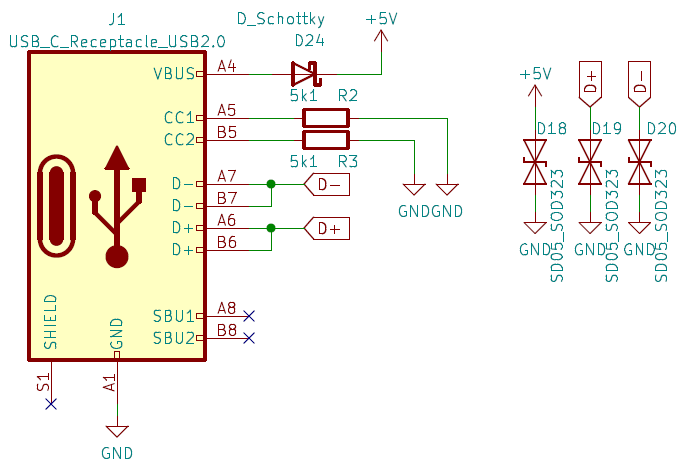 J1
USB_C_Receptacle_USB2.0
D_Schottky
D24
+5V
VBUS
A4
CC1
A5
5k1
R2
CC2
B5
5k1
R3
GND
GND
D-
A7
D-
B7
D-
D+
A6
D+
B6
D+
SBU1
A8
SBU2
B8
SHIELD
GND
S1
A1
GND
+5V
D+
D-
D18
D19
D20
SD05_SOD323
SD05_SOD323
SD05_SOD323
GND
GND
GND